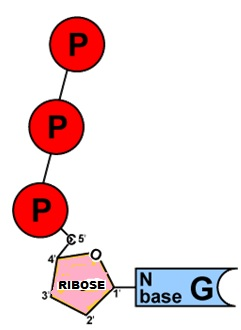 P
P
P
C 5'
4' O
RIBOSE
3' 1'
2'
N
base G